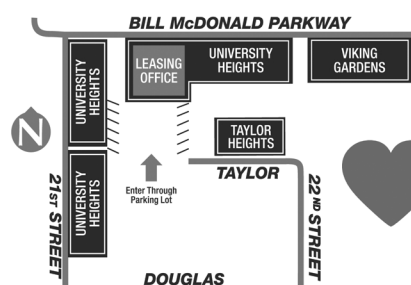 BILL McDONALD PARKWAY
UNIVERSITY
HEIGHTS
LEASING
OFFICE
UNIVERSITY
HEIGHTS
VIKING
GARDENS
N
TAYLOR
HEIGHTS
TAYLOR
Enter Through
Parking Lot
UNIVERSITY
HEIGHTS
21ST STREET
22ND STREET
DOUGLAS